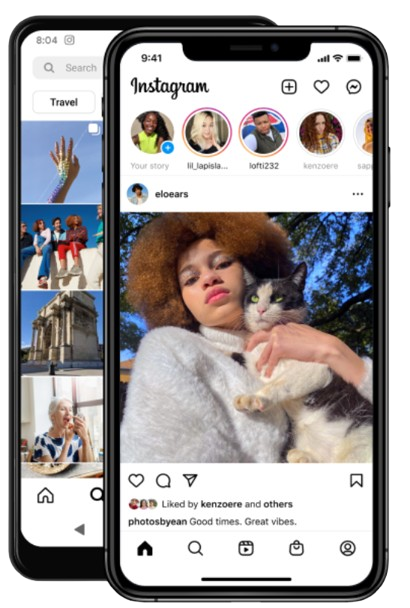 8:04
Search
Travel
9:41
Instagram
Your story
lil_lapisla...
lofti232
kenzoere
sapp
eloears
Liked by kenzoere and others
photosbyean Good times. Great vibes.